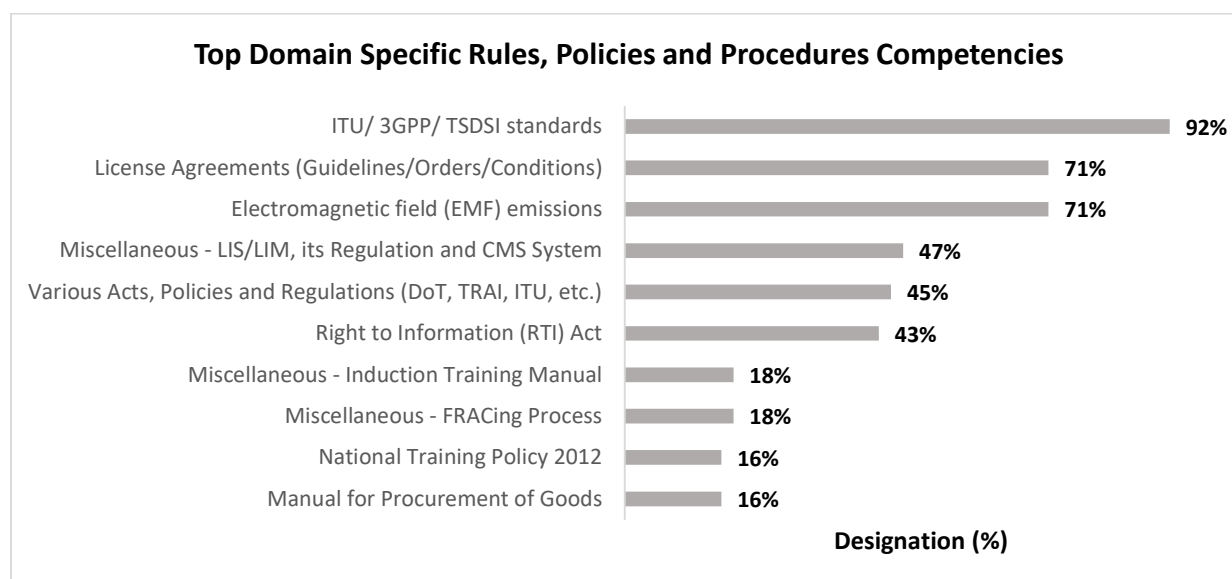 Top Domain Specific Rules, Policies and Procedures Competencies
ITU/ 3GPP/ TSDSI standards 92%
License Agreements (Guidelines/Orders/Conditions) 71%
Electromagnetic field (EMF) emissions 71%
Miscellaneous - LIS/LIM, its Regulation and CMS System 47%
Various Acts, Policies and Regulations (DoT, TRAI, ITU, etc.) 45%
Right to Information (RTI) Act 43%
Miscellaneous - Induction Training Manual 18%
Miscellaneous - FRACing Process 18%
National Training Policy 2012 16%
Manual for Procurement of Goods 16%
Designation (%)